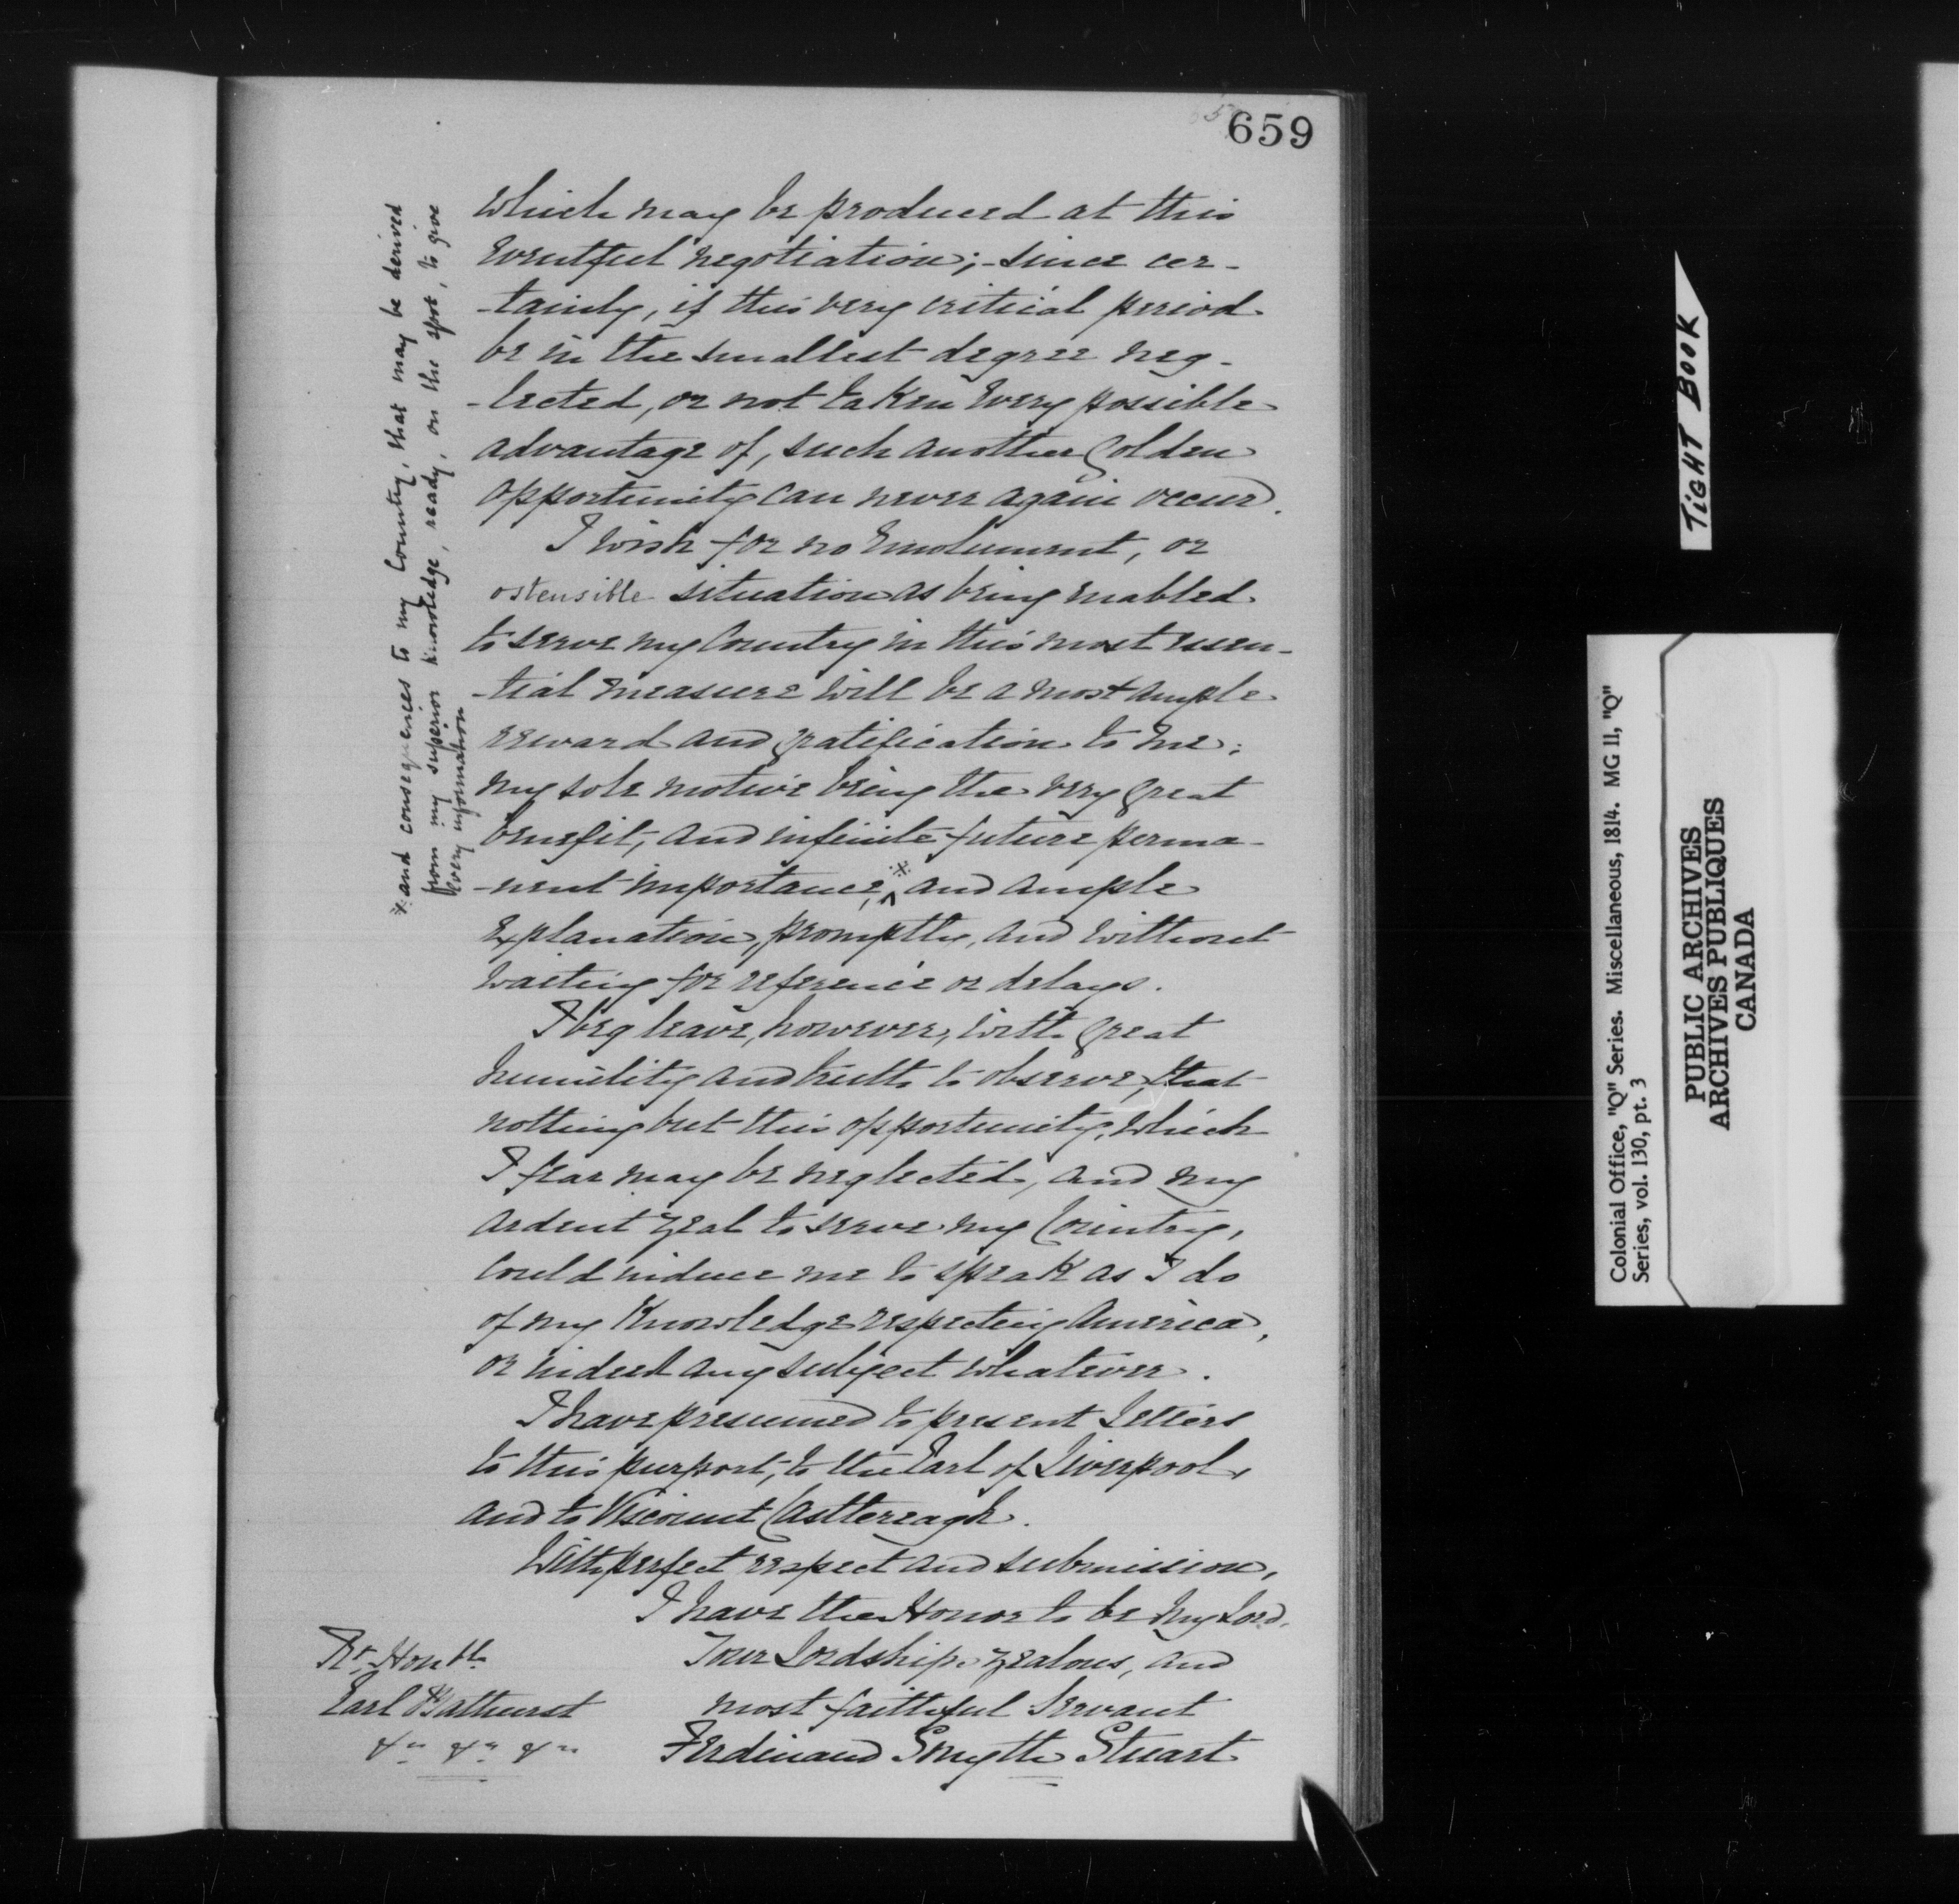 659
which may be produced at this
Eventful negotiation; - since cer-
-tainly, if this very critical period
be in the smallest degree neg-
-lected, or not taken Every possible
advantage of, such another Golden
opportunity can never again occur.
I wish for no Emolument, or
ostensible situation as being enabled
to serve my Country in this most essen-
-tial measure will be a most ample
reward and gratification to me;
my sole motive being the very great
benefit, and infinite future perma-
-nent importance, ※ and ample
Explanation, promptly, and without
waiting for reference or delays.
I beg leave, however, with great
humility and truth to observe, that
nothing but this opportunity, which
I fear may be neglected, and my
ardent zeal to serve my Country,
could induce me to speak as I do
of my Knowledge respecting America,
or indeed any subject whatever.
I have presumed to present Letters
to this purport, to the Earl of Liverpool,
and to Viscount Castlereagh.
With perfect respect and submission,
I have the Honor to be My Lord,
Your Lordships zealous, and
most faithful Servant
Ferdinand Smyth Stuart
Rt. Honble
Earl Bathurst
&c &c &c
※ and consequences to my Country, that may be derived
from my superior knowledge, ready, on the spot, to give
every information
TIGHT BOOK
Colonial Office, "Q" Series. Miscellaneous, 1814. MG 11, "Q"
Series, vol. 130, pt. 3
PUBLIC ARCHIVES
ARCHIVES PUBLIQUES
CANADA